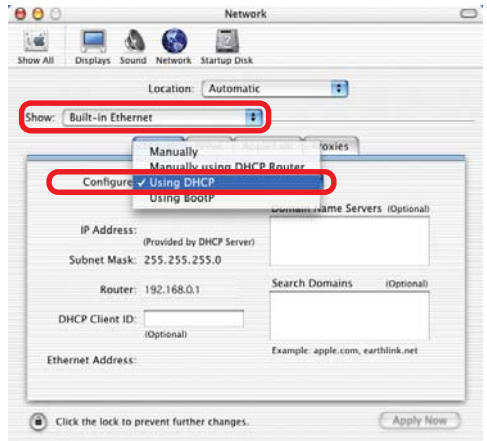 Network
Show All Displays Sound Network Startup Disk
Location: Automatic
Show: Built-in Ethernet
Proxies
Manually
Manually using DHCP Router
Configure ✓ Using DHCP
Using BootP
Domain Name Servers (Optional)
IP Address:
(Provided by DHCP Server)
Subnet Mask: 255.255.255.0
Router: 192.168.0.1
Search Domains (Optional)
DHCP Client ID:
(Optional)
Example: apple.com, earthlink.net
Ethernet Address:
Click the lock to prevent further changes.
Apply Now